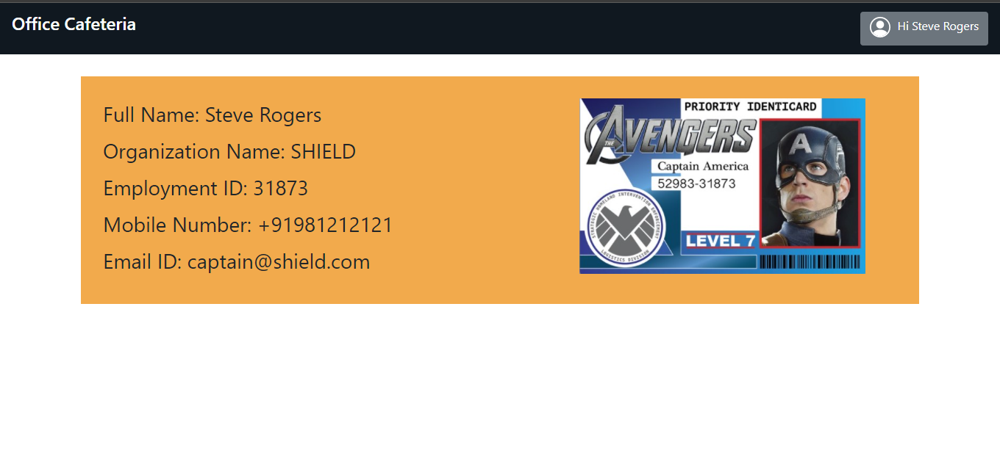 Office Cafeteria
Hi Steve Rogers
Full Name: Steve Rogers
Organization Name: SHIELD
Employment ID: 31873
Mobile Number: +91981212121
Email ID: captain@shield.com
PRIORITY IDENTICARD
THE AVENGERS
Captain America
52983-31873
A
STRATEGIC HOMELAND INTERVENTION ENFORCEMENT
LOGISTICS DIVISION
LEVEL 7